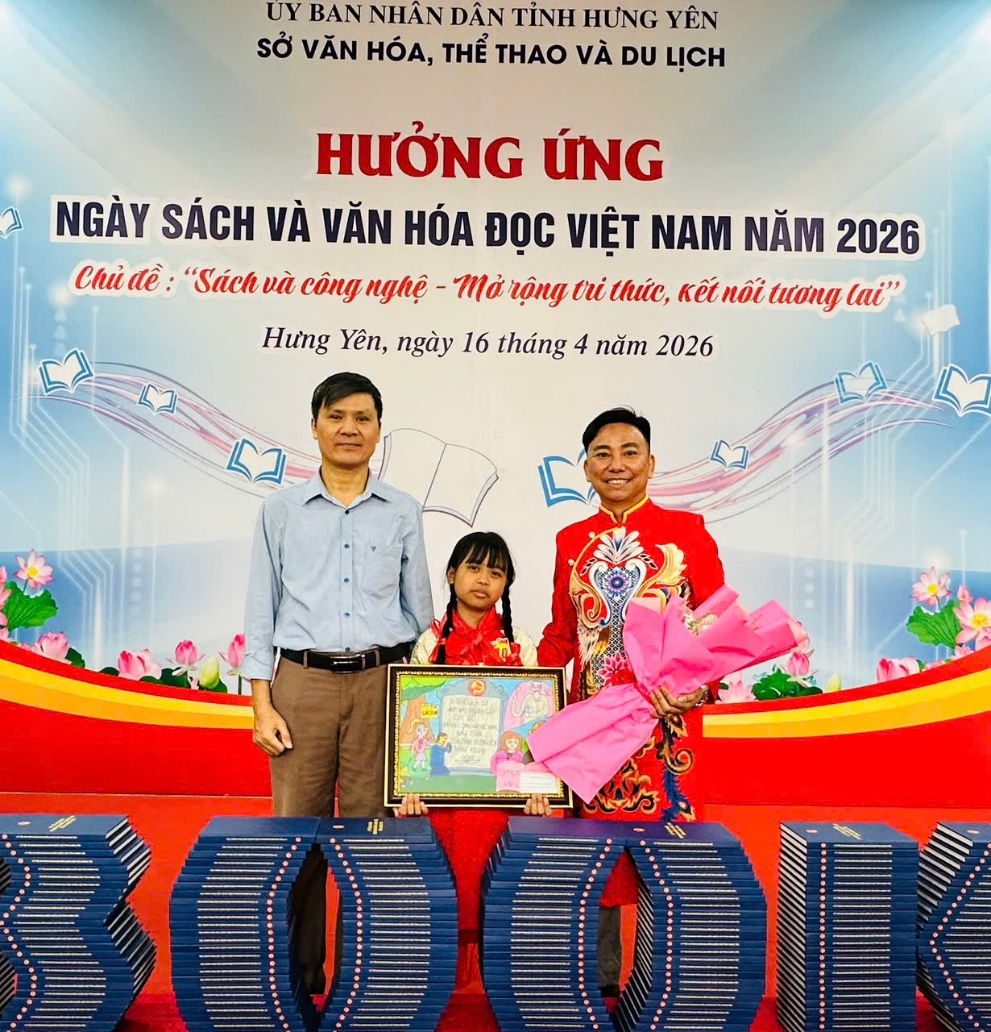 ỦY BAN NHÂN DÂN TỈNH HƯNG YÊN
SỞ VĂN HÓA, THỂ THAO VÀ DU LỊCH
HƯỞNG ỨNG
NGÀY SÁCH VÀ VĂN HÓA ĐỌC VIỆT NAM NĂM 2026
Chủ đề : “Sách và công nghệ - Mở rộng tri thức, kết nối tương lai”
Hưng Yên, ngày 16 tháng 4 năm 2026
BOOK